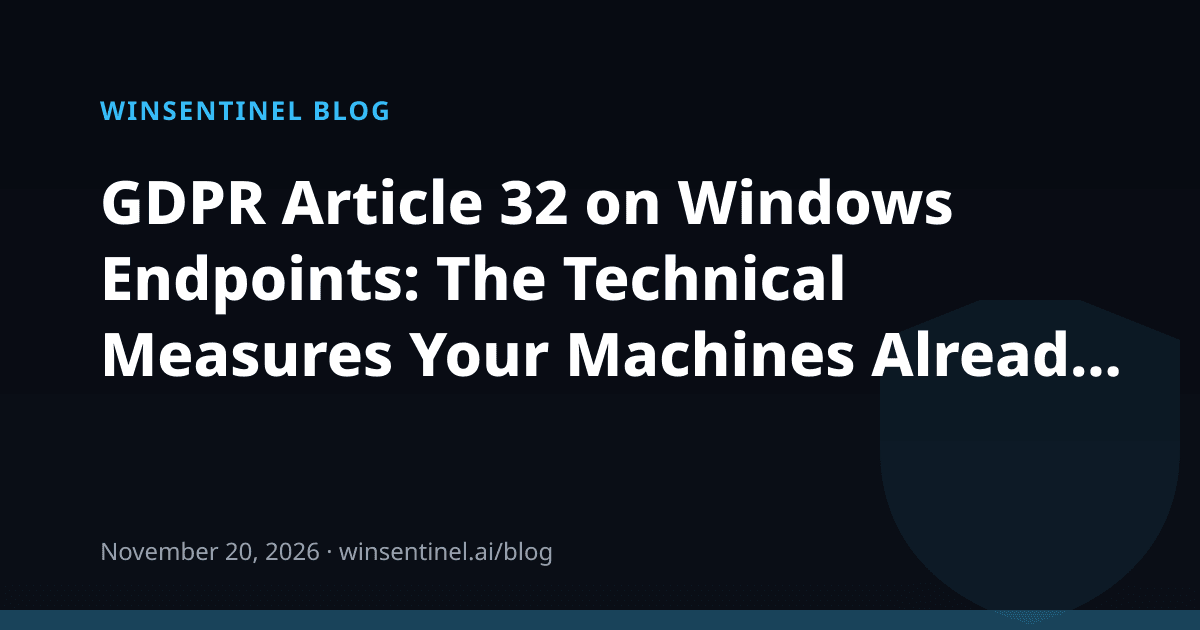 WINSENTINEL BLOG
GDPR Article 32 on Windows
Endpoints: The Technical
Measures Your Machines Alread...
November 20, 2026 · winsentinel.ai/blog